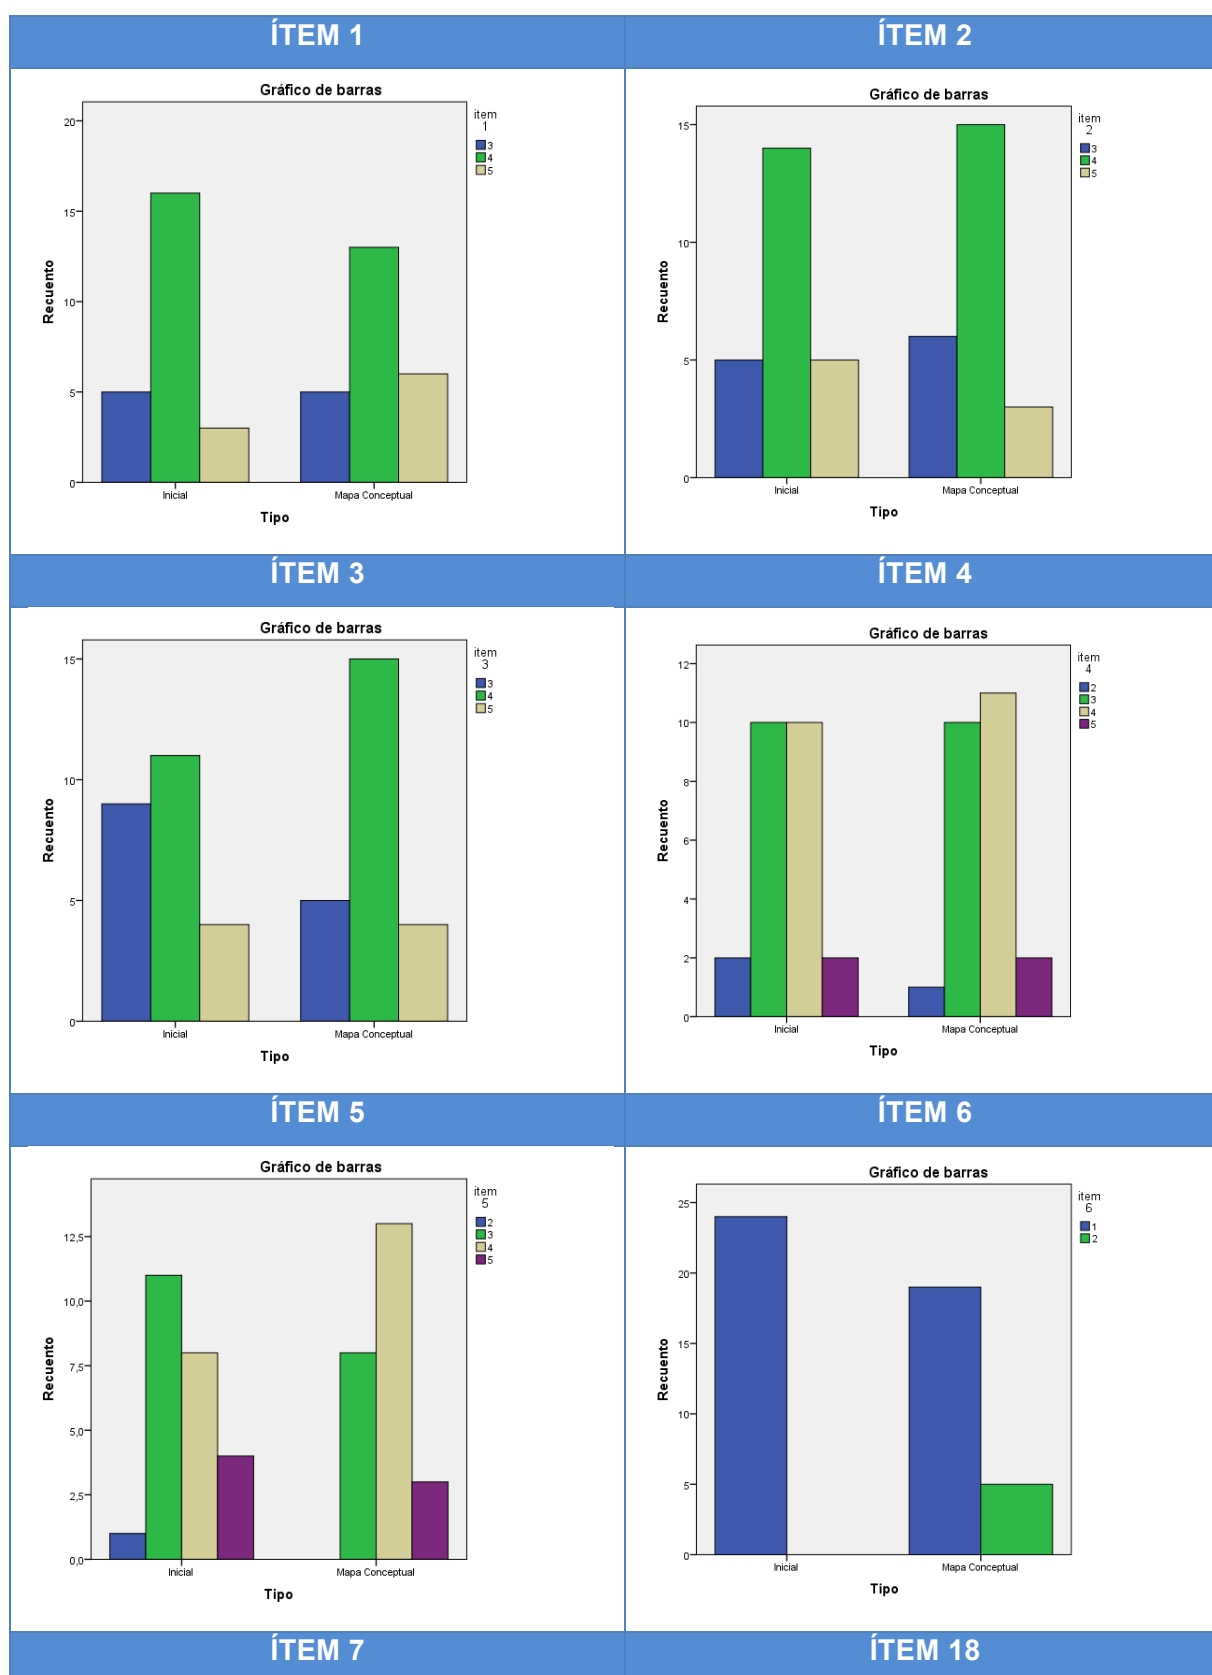 ÍTEM 1
ÍTEM 2
Gráfico de barras
item
1
3
4
5
20
15
10
5
0
Recuento
Inicial
Mapa Conceptual
Tipo
Gráfico de barras
item
2
3
4
5
15
10
5
0
Recuento
Inicial
Mapa Conceptual
Tipo
ÍTEM 3
ÍTEM 4
Gráfico de barras
item
3
3
4
5
15
10
5
0
Recuento
Inicial
Mapa Conceptual
Tipo
Gráfico de barras
item
4
2
3
4
5
12
10
8
6
4
2
0
Recuento
Inicial
Mapa Conceptual
Tipo
ÍTEM 5
ÍTEM 6
Gráfico de barras
item
5
2
3
4
5
12,5
10,0
7,5
5,0
2,5
0,0
Recuento
Inicial
Mapa Conceptual
Tipo
Gráfico de barras
item
6
1
2
25
20
15
10
5
0
Recuento
Inicial
Mapa Conceptual
Tipo
ÍTEM 7
ÍTEM 18